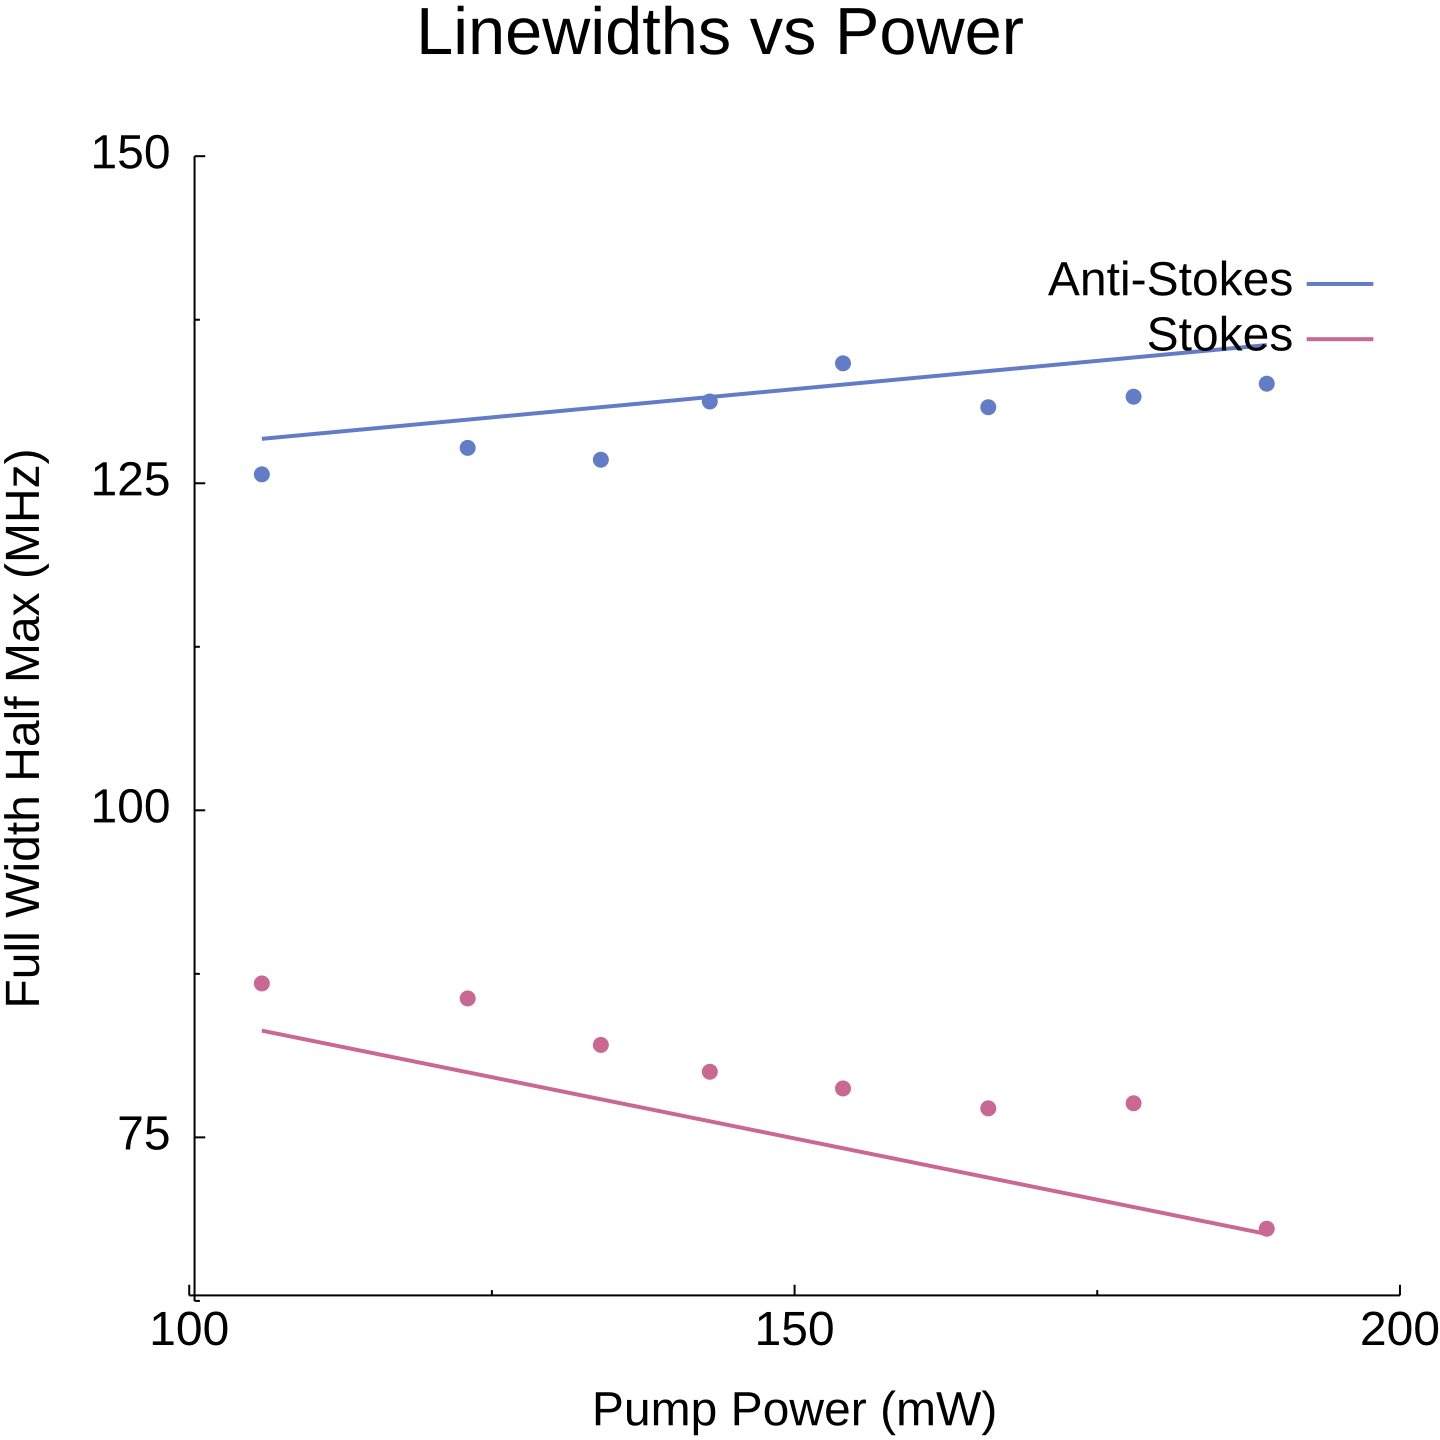 Linewidths vs Power
150
Anti-Stokes
Stokes
125
100
75
Full Width Half Max (MHz)
100 150 200
Pump Power (mW)